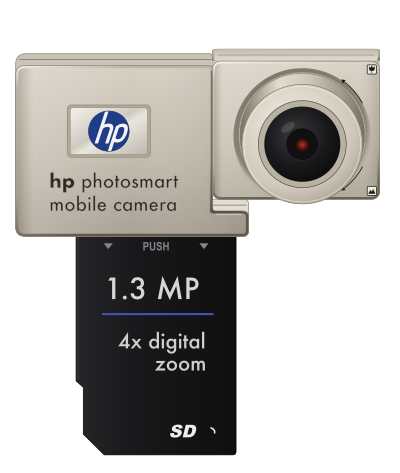 hp
hp photosmart
mobile camera
PUSH
1.3 MP
4x digital
zoom
SD